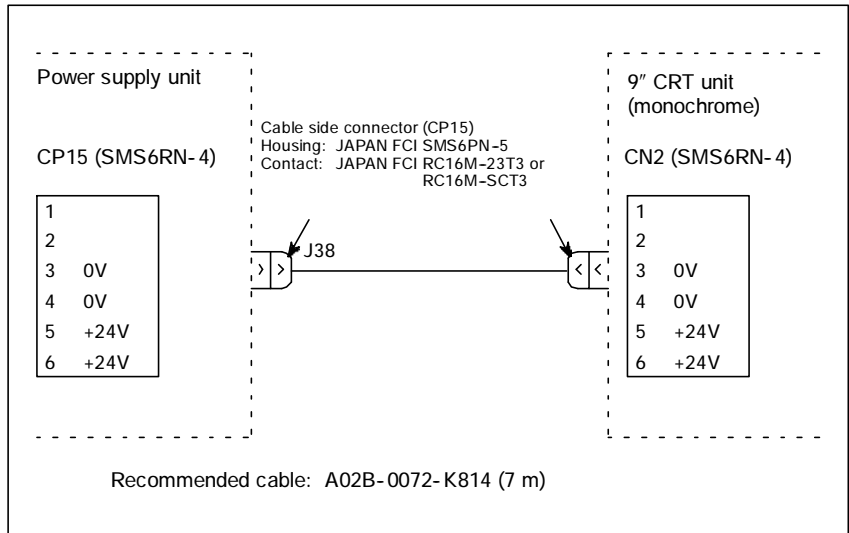 Power supply unit
CP15 (SMS6RN-4)
1
2
3 0V
4 0V
5 +24V
6 +24V
Cable side connector (CP15)
Housing: JAPAN FCI SMS6PN-5
Contact: JAPAN FCI RC16M-23T3 or
RC16M-SCT3
J38
9″ CRT unit
(monochrome)
CN2 (SMS6RN-4)
1
2
3 0V
4 0V
5 +24V
6 +24V
Recommended cable: A02B-0072-K814 (7 m)